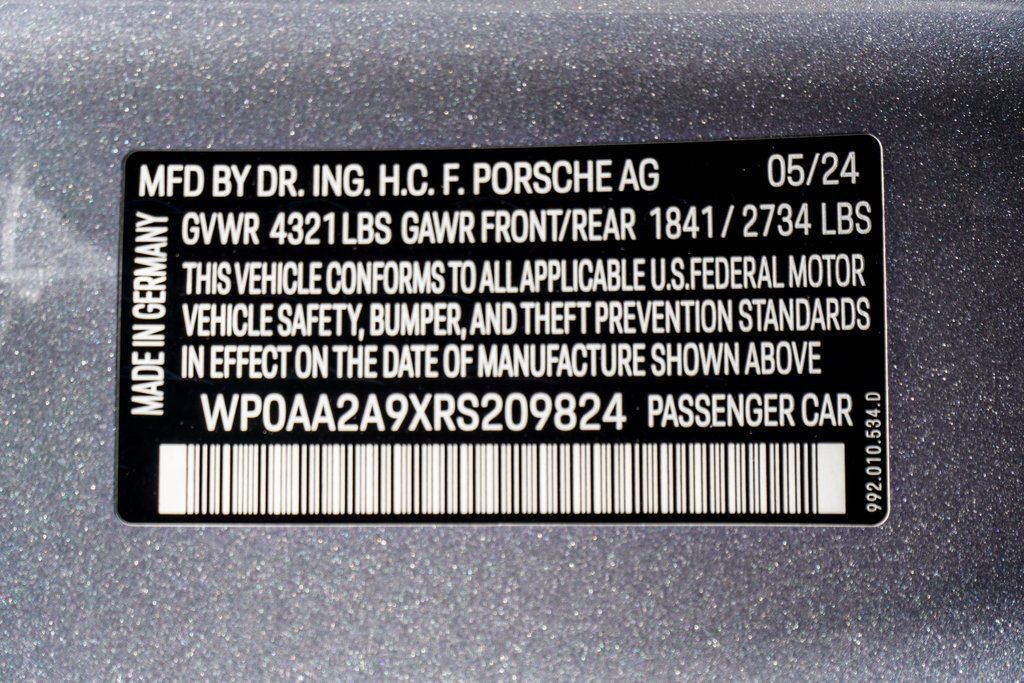 MFD BY DR. ING. H.C. F. PORSCHE AG 05/24
GVWR 4321LBS GAWR FRONT/REAR 1841 / 2734 LBS
THIS VEHICLE CONFORMS TO ALL APPLICABLE U.S.FEDERAL MOTOR
VEHICLE SAFETY, BUMPER, AND THEFT PREVENTION STANDARDS
IN EFFECT ON THE DATE OF MANUFACTURE SHOWN ABOVE
WP0AA2A9XRS209824 PASSENGER CAR
MADE IN GERMANY
992.010.534.D